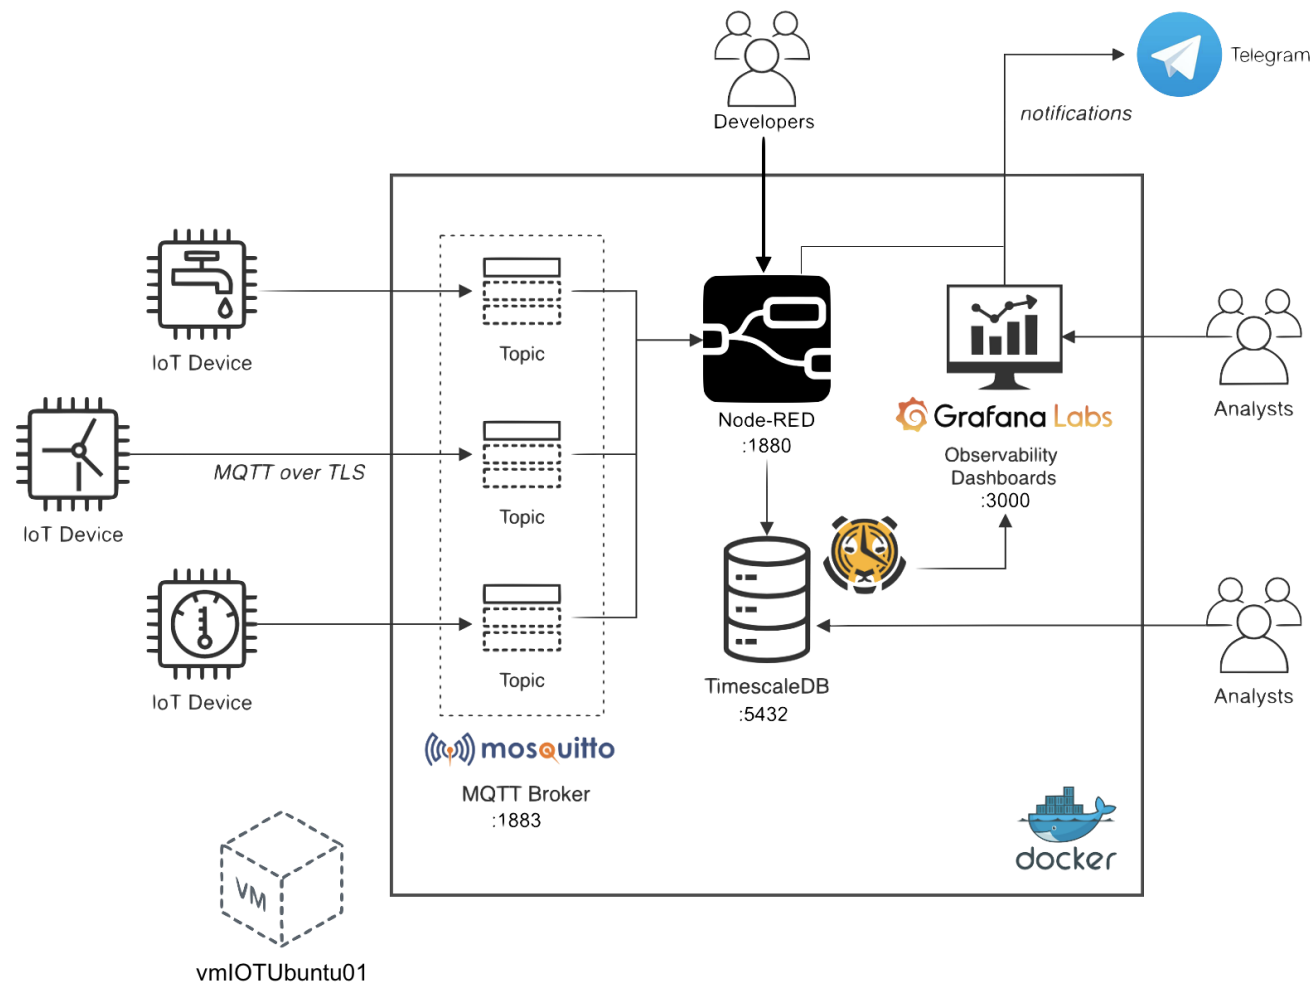 Developers
Telegram
notifications
IoT Device
Topic
Node-RED
:1880
Grafana Labs
Observability
Dashboards
:3000
Analysts
MQTT over TLS
IoT Device
Topic
IoT Device
Topic
TimescaleDB
:5432
Analysts
mosquitto
MQTT Broker
:1883
docker
VM
vmIOTUbuntu01